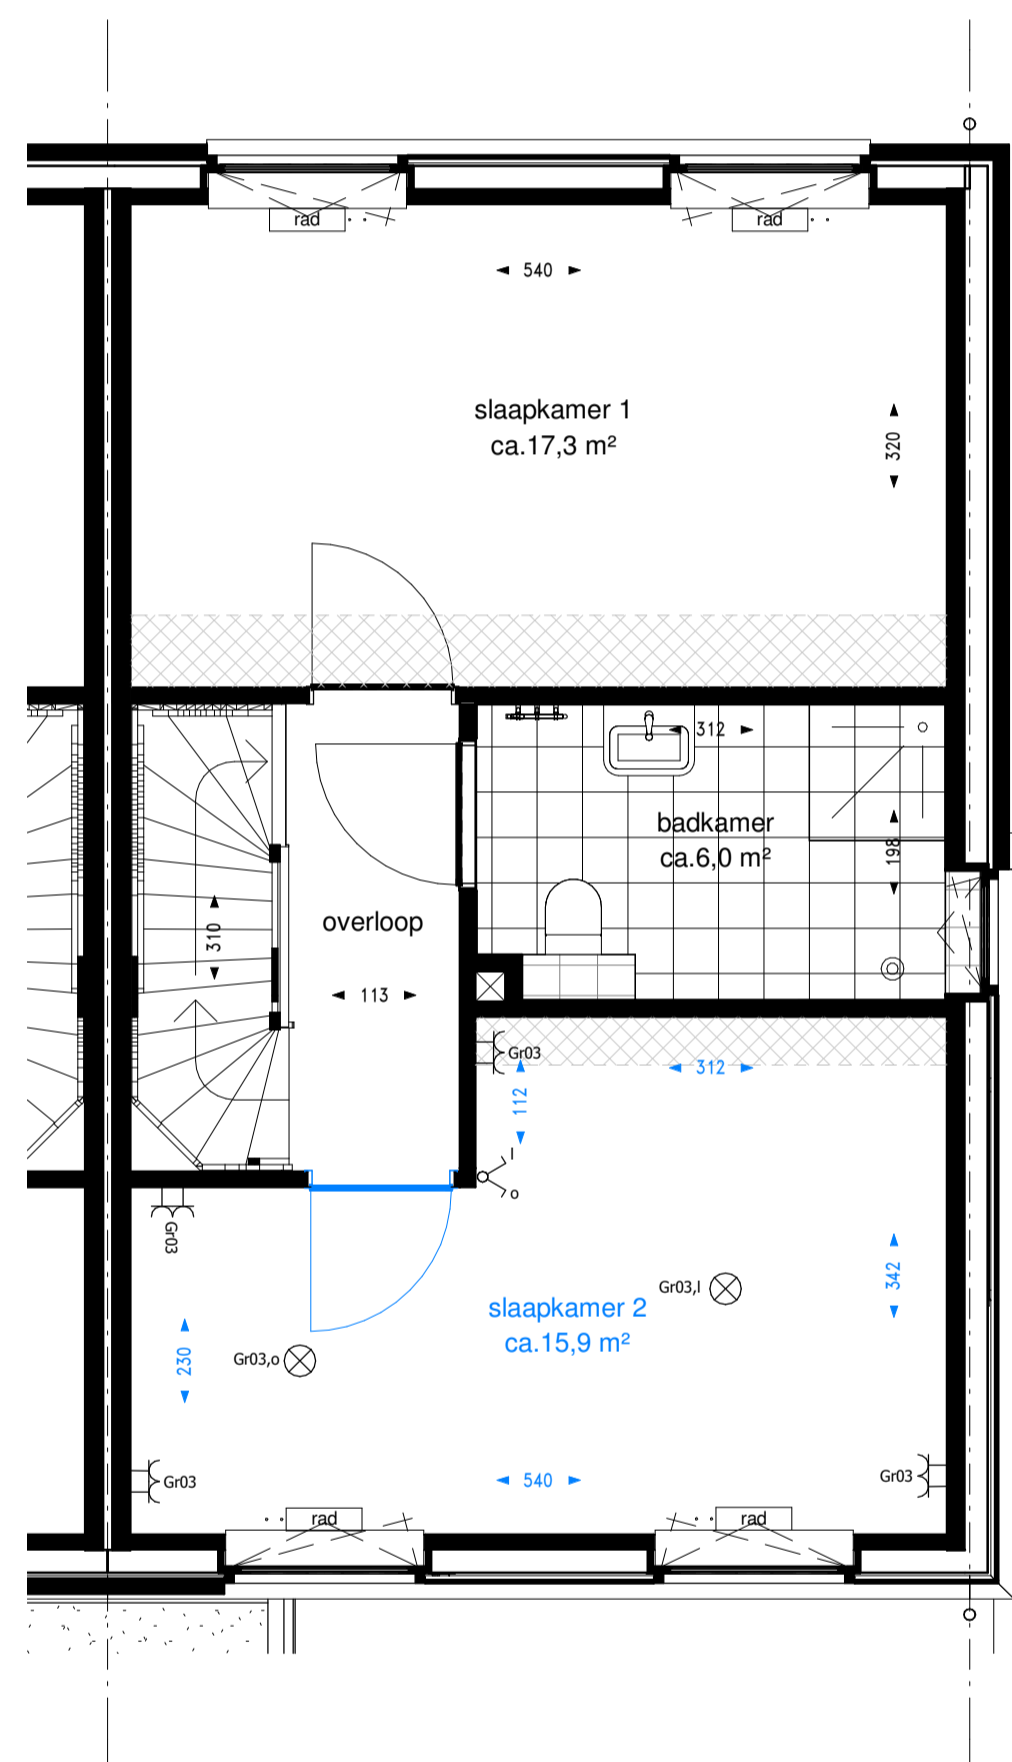 rad
rad
540
slaapkamer 1
ca.17,3 m²
320
312
badkamer
ca.6,0 m²
198
310
overloop
113
Gr03
312
112
l
o
Gr03
342
Gr03,l
slaapkamer 2
ca.15,9 m²
230
Gr03,o
540
Gr03
Gr03
rad
rad